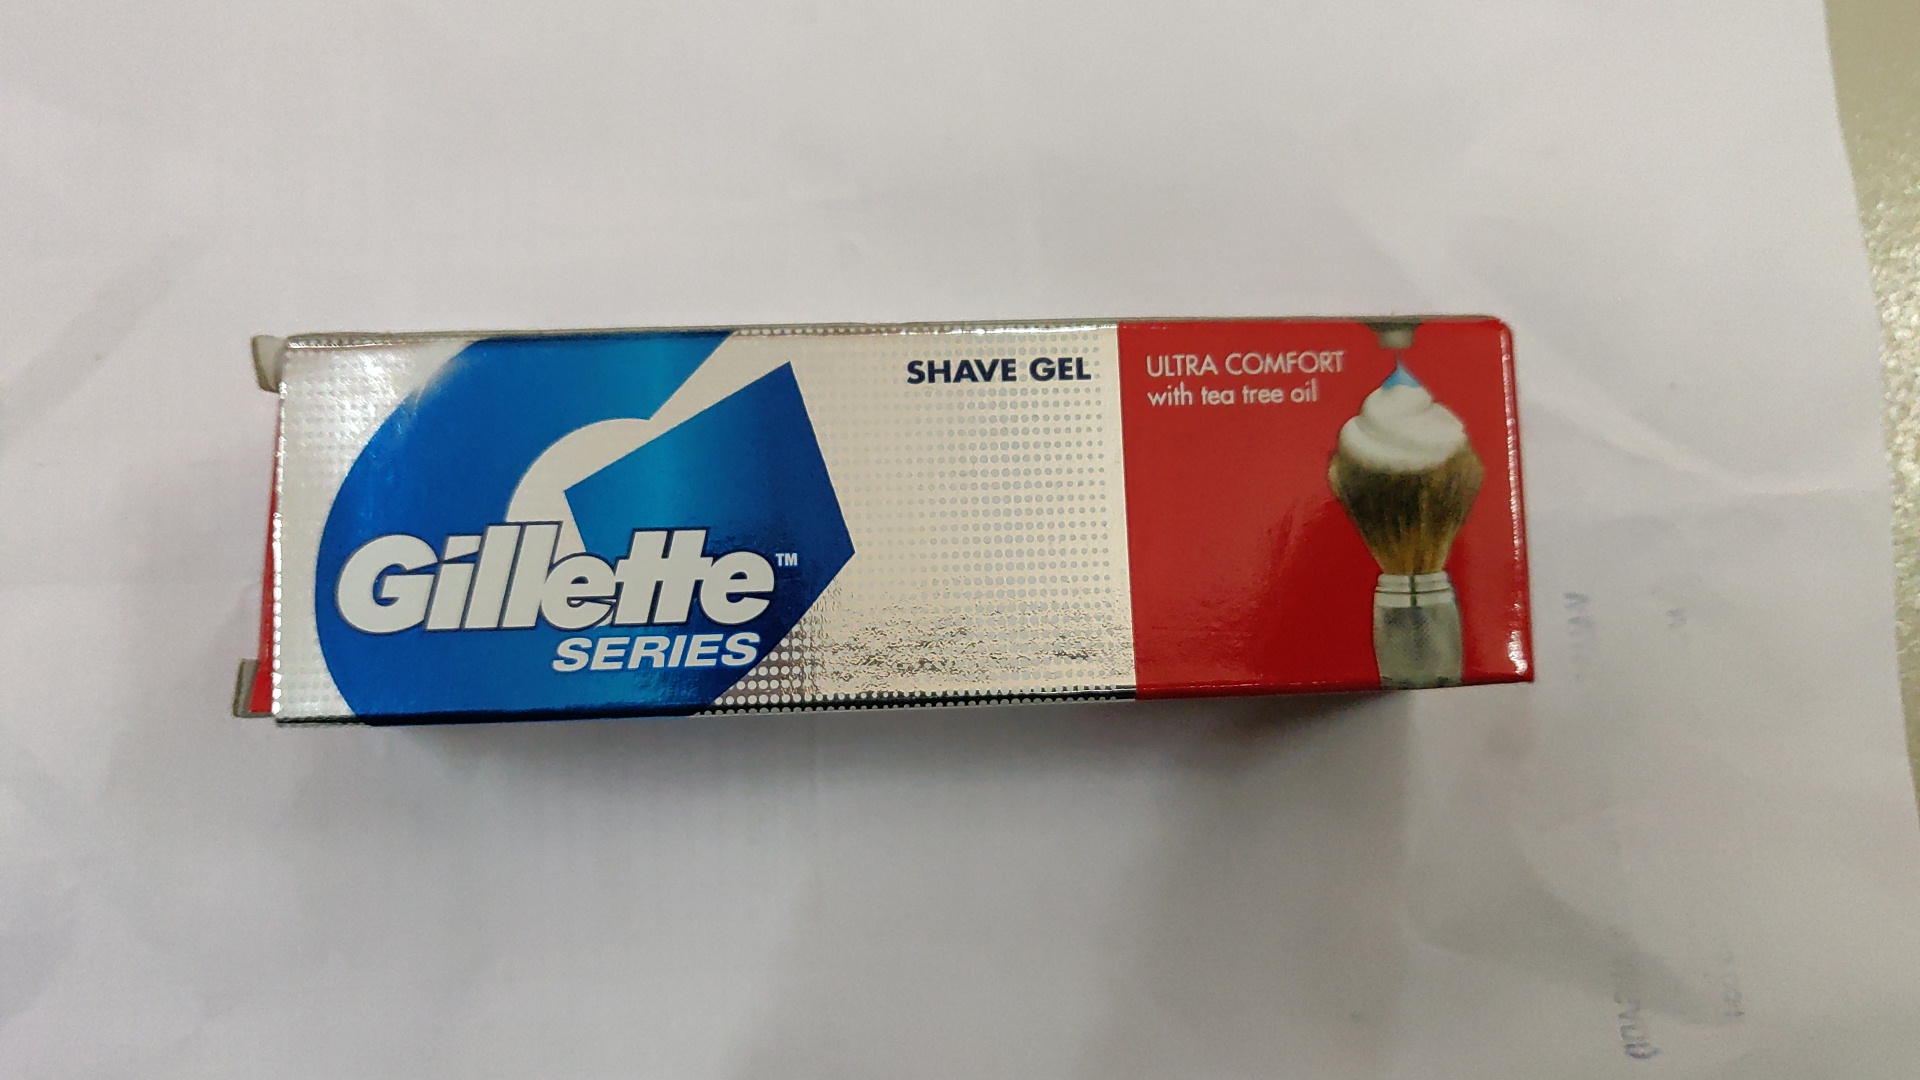 Gillette™
SERIES
SHAVE GEL
ULTRA COMFORT
with tea tree oil